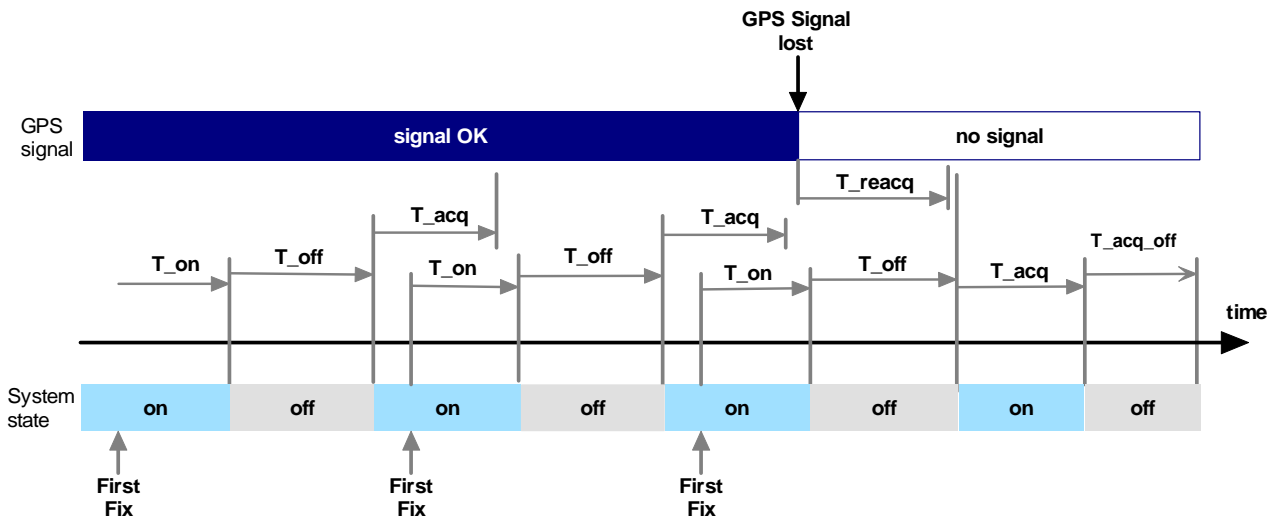 GPS Signal
lost
GPS
signal
signal OK
no signal
T_reacq
T_acq
T_acq
T_on
T_off
T_on
T_off
T_on
T_off
T_acq
T_acq_off
time
System
state
on
off
on
off
on
off
on
off
First
Fix
First
Fix
First
Fix